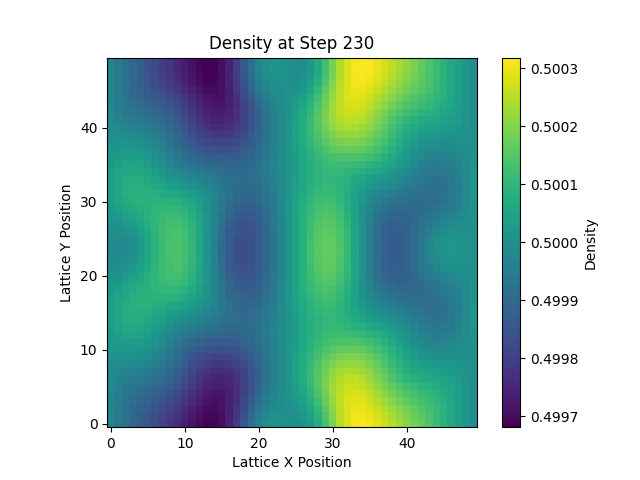 Density at Step 230
0.5003
0.5002
0.5001
0.5000
0.4999
0.4998
0.4997
Density
40
30
20
10
0
Lattice Y Position
0 10 20 30 40
Lattice X Position